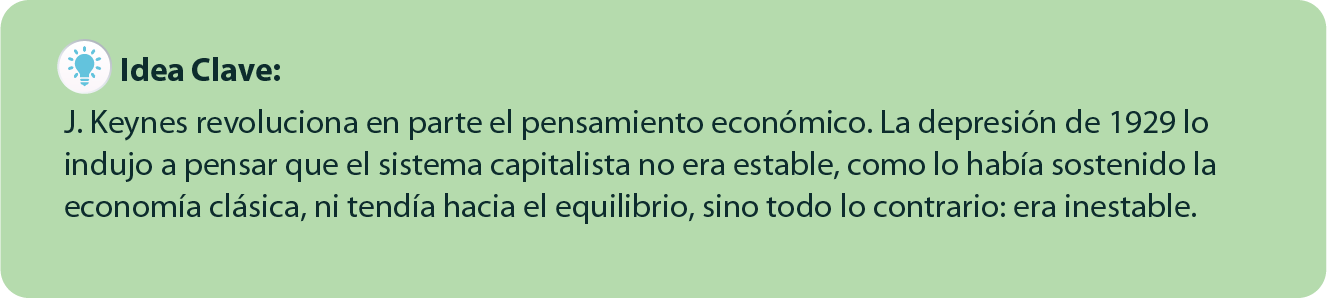 Idea Clave:
J. Keynes revoluciona en parte el pensamiento económico. La depresión de 1929 lo
indujo a pensar que el sistema capitalista no era estable, como lo había sostenido la
economía clásica, ni tendía hacia el equilibrio, sino todo lo contrario: era inestable.